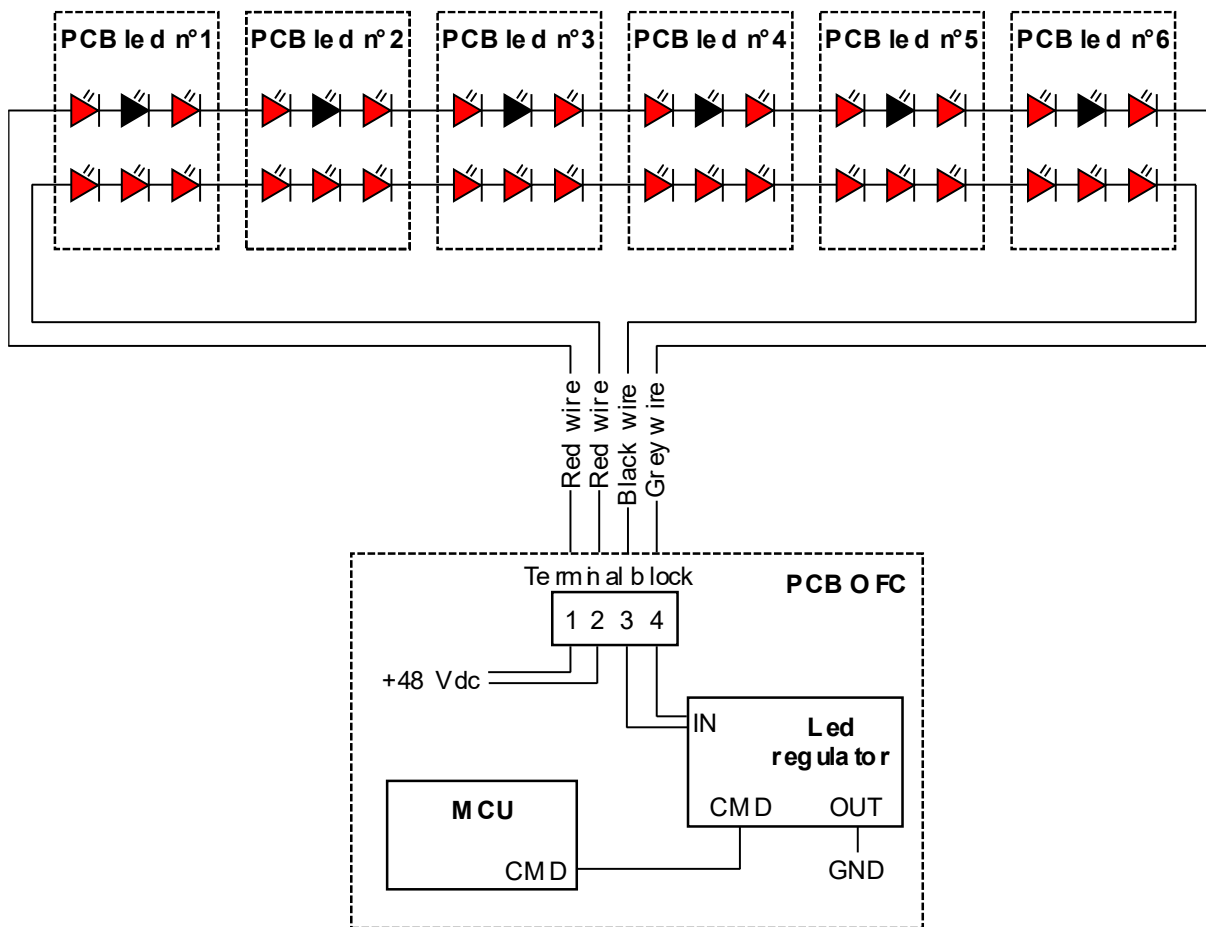 PCB led n°1
PCB led n°2
PCB led n°3
PCB led n°4
PCB led n°5
PCB led n°6
Red wire
Red wire
Black wire
Grey wire
Terminal block
PCB OFC
1 2 3 4
+48 Vdc
IN
Led
regulator
CMD
OUT
MCU
CMD
GND